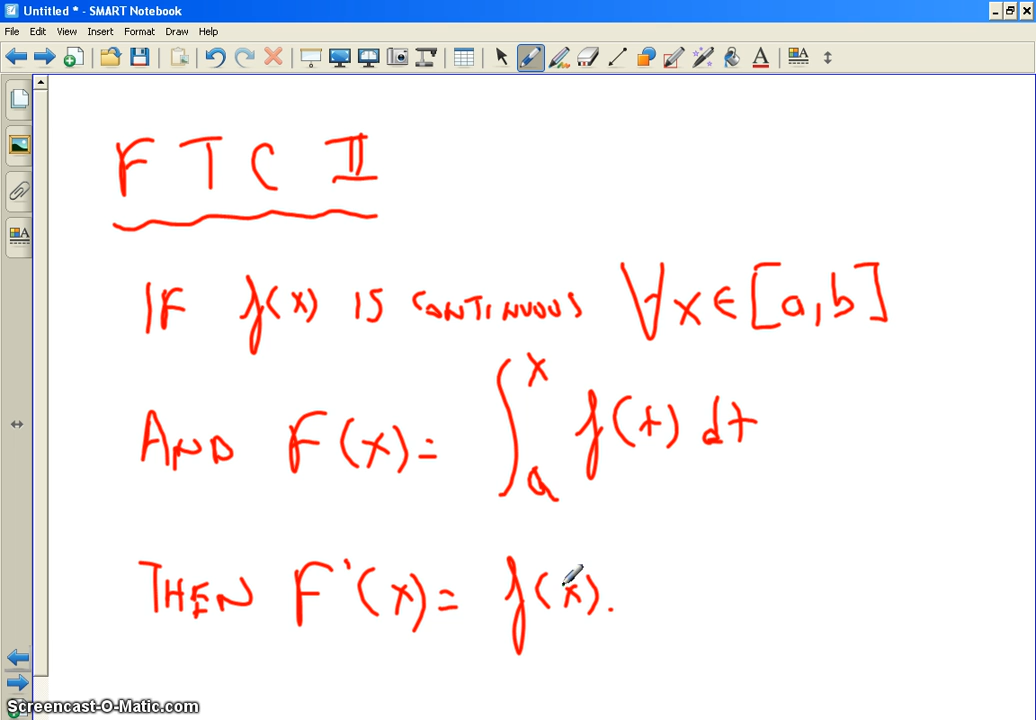 Untitled * - SMART Notebook
File Edit View Insert Format Draw Help
F T C II
IF f(x) IS CONTINUOUS ∀x∈[a,b]
AND F(x) = ∫ₐˣ f(t) dt
THEN F'(x) = f(x).
Screencast-O-Matic.com